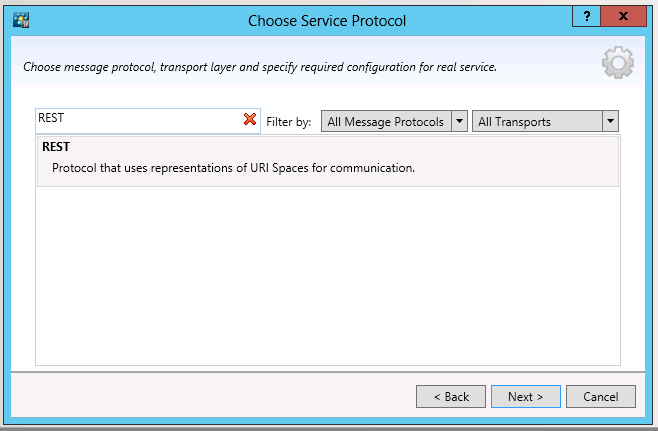 Choose Service Protocol
?
x
Choose message protocol, transport layer and specify required configuration for real service.
REST
Filter by:
All Message Protocols
All Transports
REST
Protocol that uses representations of URI Spaces for communication.
< Back
Next >
Cancel